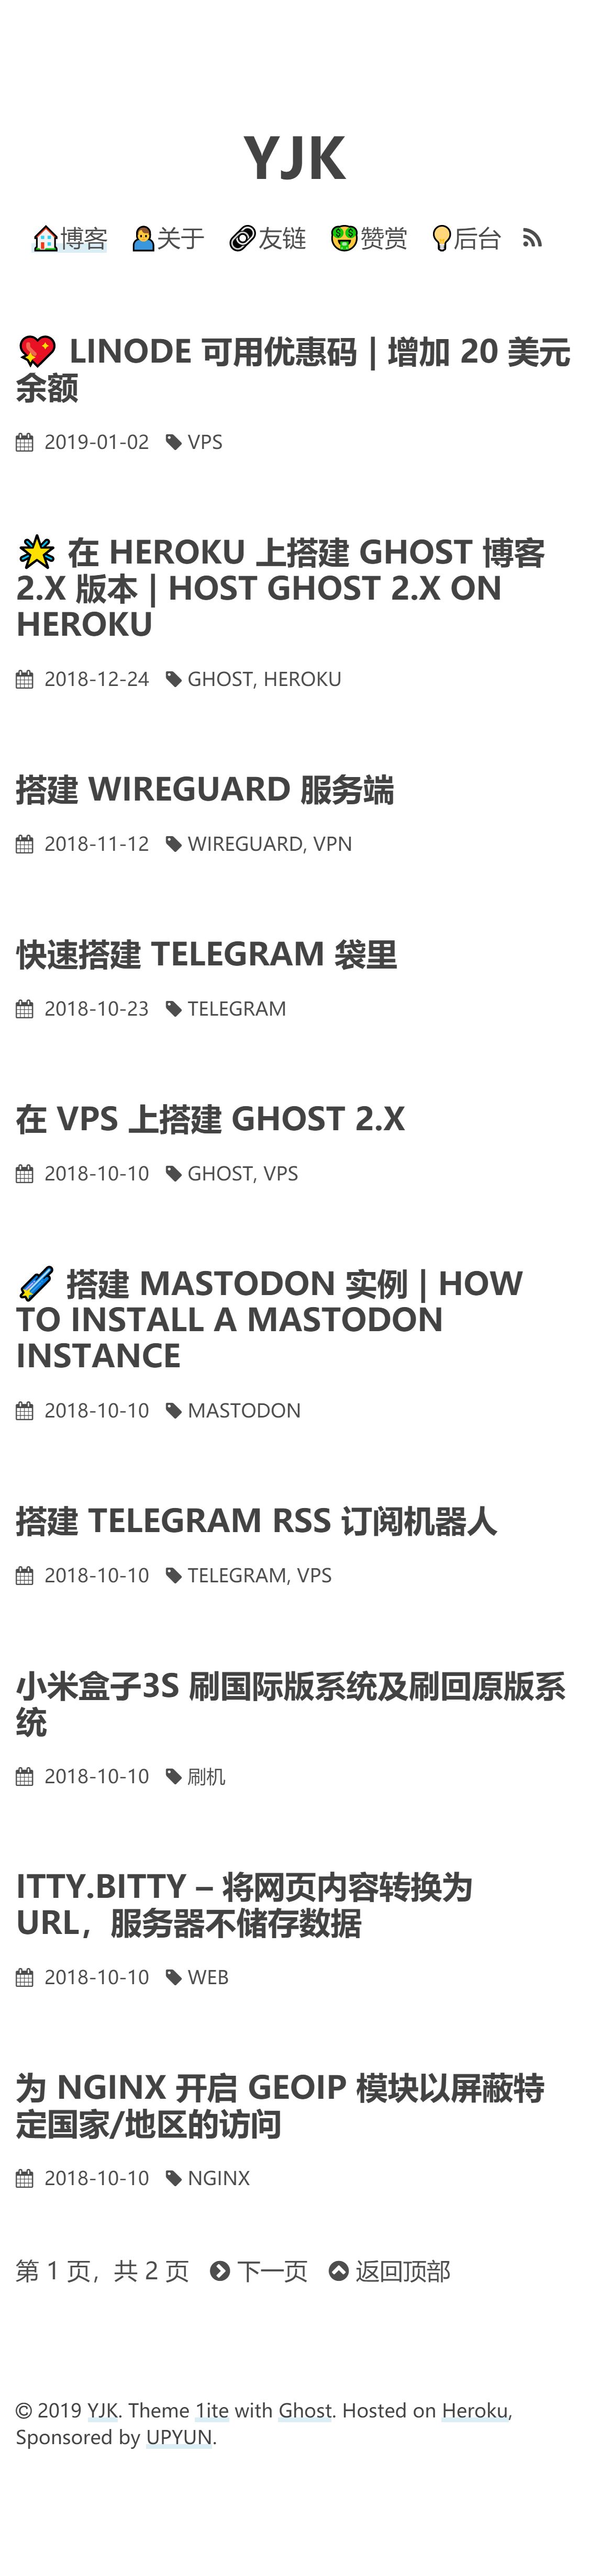 YJK
博客 关于 友链 赞赏 后台
LINODE 可用优惠码 | 增加 20 美元
余额
2019-01-02 VPS
在 HEROKU 上搭建 GHOST 博客
2.X 版本 | HOST GHOST 2.X ON
HEROKU
2018-12-24 GHOST, HEROKU
搭建 WIREGUARD 服务端
2018-11-12 WIREGUARD, VPN
快速搭建 TELEGRAM 袋里
2018-10-23 TELEGRAM
在 VPS 上搭建 GHOST 2.X
2018-10-10 GHOST, VPS
搭建 MASTODON 实例 | HOW
TO INSTALL A MASTODON
INSTANCE
2018-10-10 MASTODON
搭建 TELEGRAM RSS 订阅机器人
2018-10-10 TELEGRAM, VPS
小米盒子3S 刷国际版系统及刷回原版系
统
2018-10-10 刷机
ITTY.BITTY – 将网页内容转换为
URL，服务器不储存数据
2018-10-10 WEB
为 NGINX 开启 GEOIP 模块以屏蔽特
定国家/地区的访问
2018-10-10 NGINX
第 1 页，共 2 页 下一页 返回顶部
© 2019 YJK. Theme 1ite with Ghost. Hosted on Heroku,
Sponsored by UPYUN.